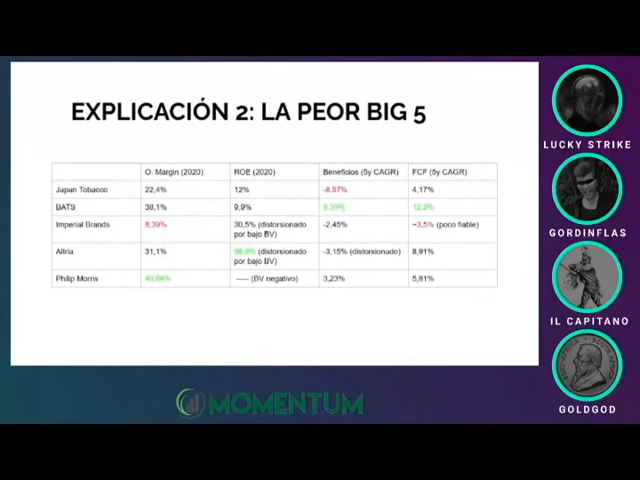 EXPLICACIÓN 2: LA PEOR BIG 5
O. Margin (2020) ROE (2020) Beneficios (5y CAGR) FCF (5y CAGR)
Japan Tobacco 22,4% 12% -8.57% 4,17%
BATS 38,1% 9,9% 12,2%
Imperial Brands 8,39% 30,5% (distorsionado -2,45% ~3,5% (poco fiable)
por bajo BV)
Altria 31,1% (distorsionado -3,15% (distorsionado) 8,91%
por bajo BV)
Philip Morris ----- (BV negativo) 3,23% 5,81%
LUCKY STRIKE
GORDINFLAS
IL CAPITANO
GOLDGOD
MOMENTUM